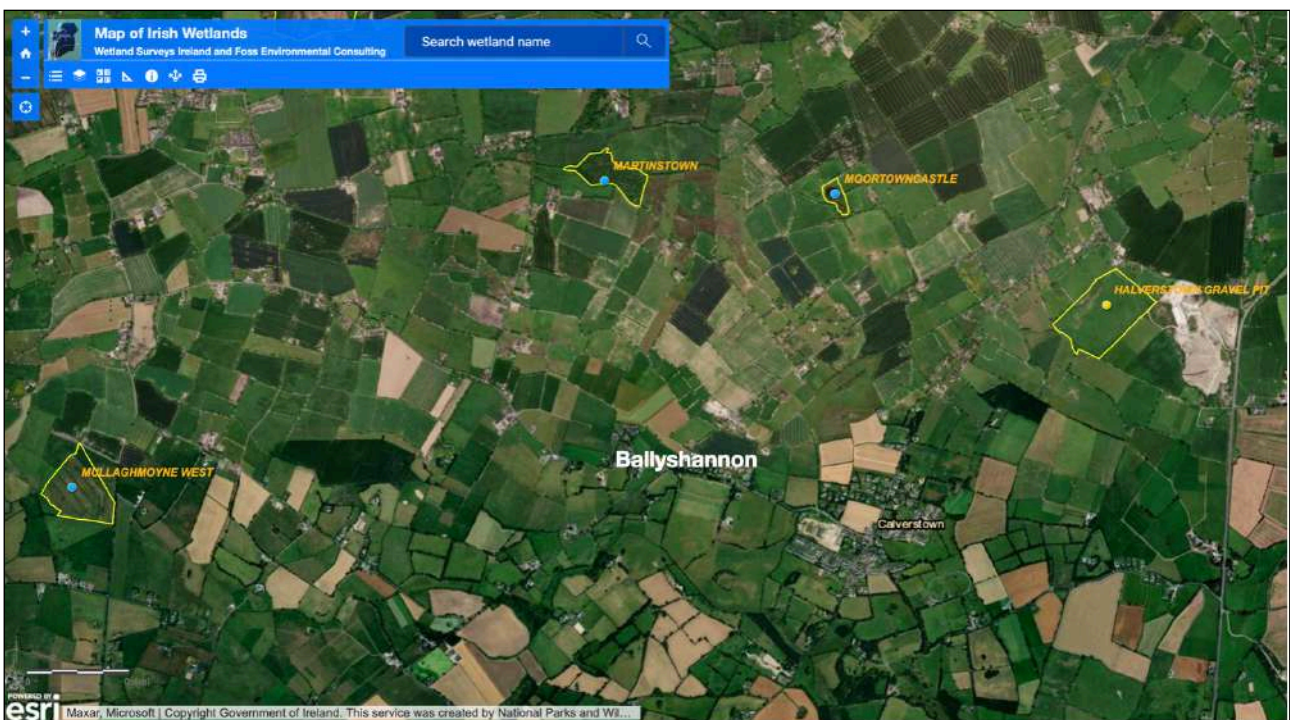 Map of Irish Wetlands
Wetland Surveys Ireland and Foss Environmental Consulting
Search wetland name
MARTINSTOWN
MOORTOWNCASTLE
HALVERSTOWN GRAVEL PIT
Ballyshannon
MULLAGHMOYNE WEST
Calverstown
POWERED BY
esri
Maxar, Microsoft | Copyright Government of Ireland. This service was created by National Parks and Wil...